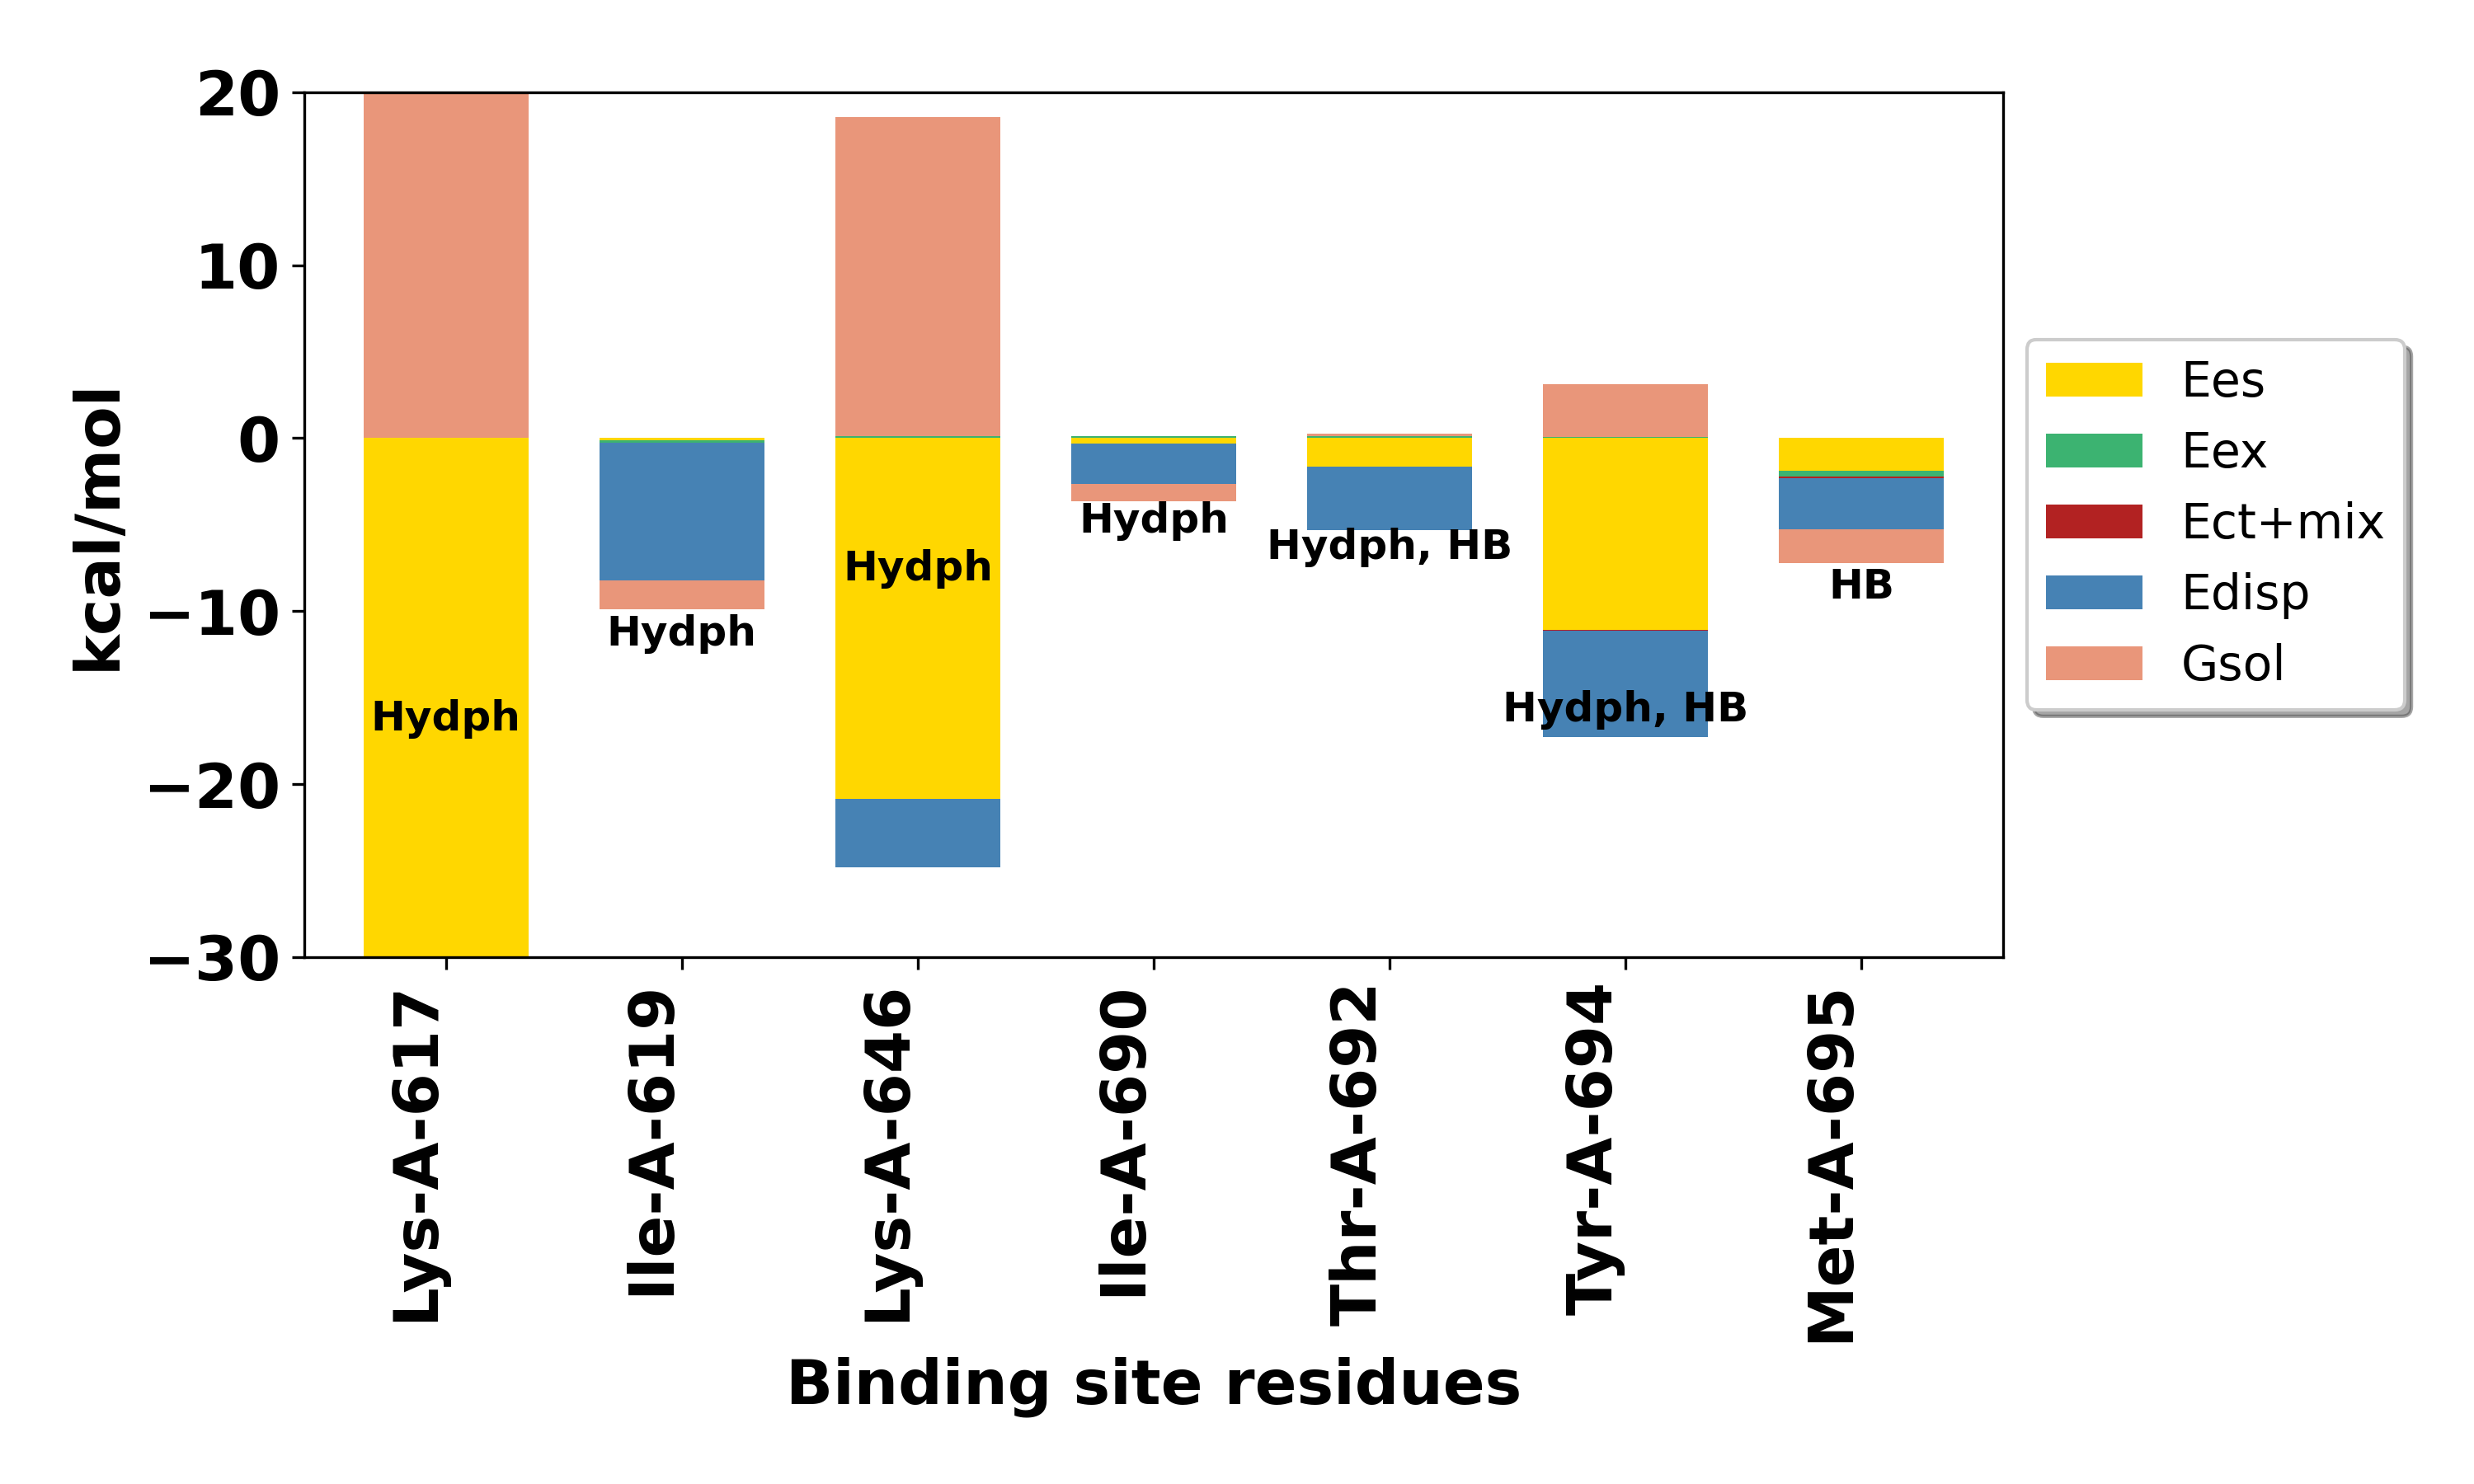 20
10
0
−10
−20
−30
kcal/mol
Hydph
Hydph
Hydph
Hydph
Hydph, HB
Hydph, HB
HB
Lys-A-617
Ile-A-619
Lys-A-646
Ile-A-690
Thr-A-692
Tyr-A-694
Met-A-695
Binding site residues
Ees
Eex
Ect+mix
Edisp
Gsol